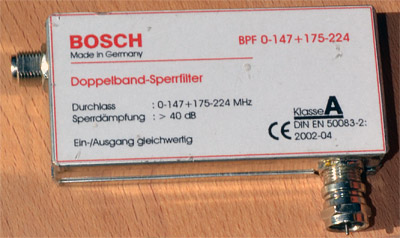 BOSCH
Made in Germany
BPF 0-147+175-224
Doppelband-Sperrfilter
Durchlass : 0-147+175-224 MHz
Sperrdämpfung : > 40 dB
Klasse A
CE DIN EN 50083-2:
2002-04
Ein-/Ausgang gleichwertig